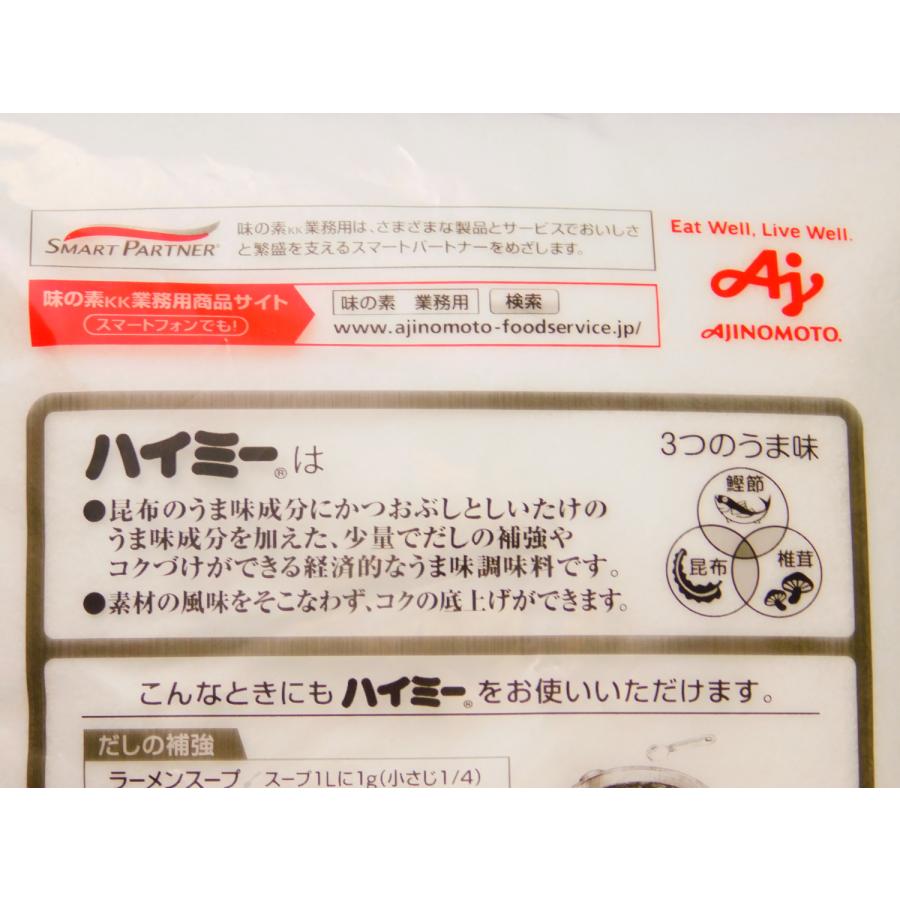 SMART PARTNER®
味の素KK業務用は、さまざまな製品とサービスでおいしさ
と繁盛を支えるスマートパートナーをめざします。
Eat Well, Live Well.
Aj
AJINOMOTO®
味の素KK業務用商品サイト
スマートフォンでも!
味の素 業務用 検索
www.ajinomoto-foodservice.jp/
ハイミー®は
●昆布のうま味成分にかつおぶしとしいたけの
うま味成分を加えた、少量でだしの補強や
コクづけができる経済的なうま味調味料です。
●素材の風味をそこなわず、コクの底上げができます。
3つのうま味
鰹節
昆布
椎茸
こんなときにもハイミー®をお使いいただけます。
だしの補強
ラーメンスープ/スープ1Lに1g(小さじ1/4)